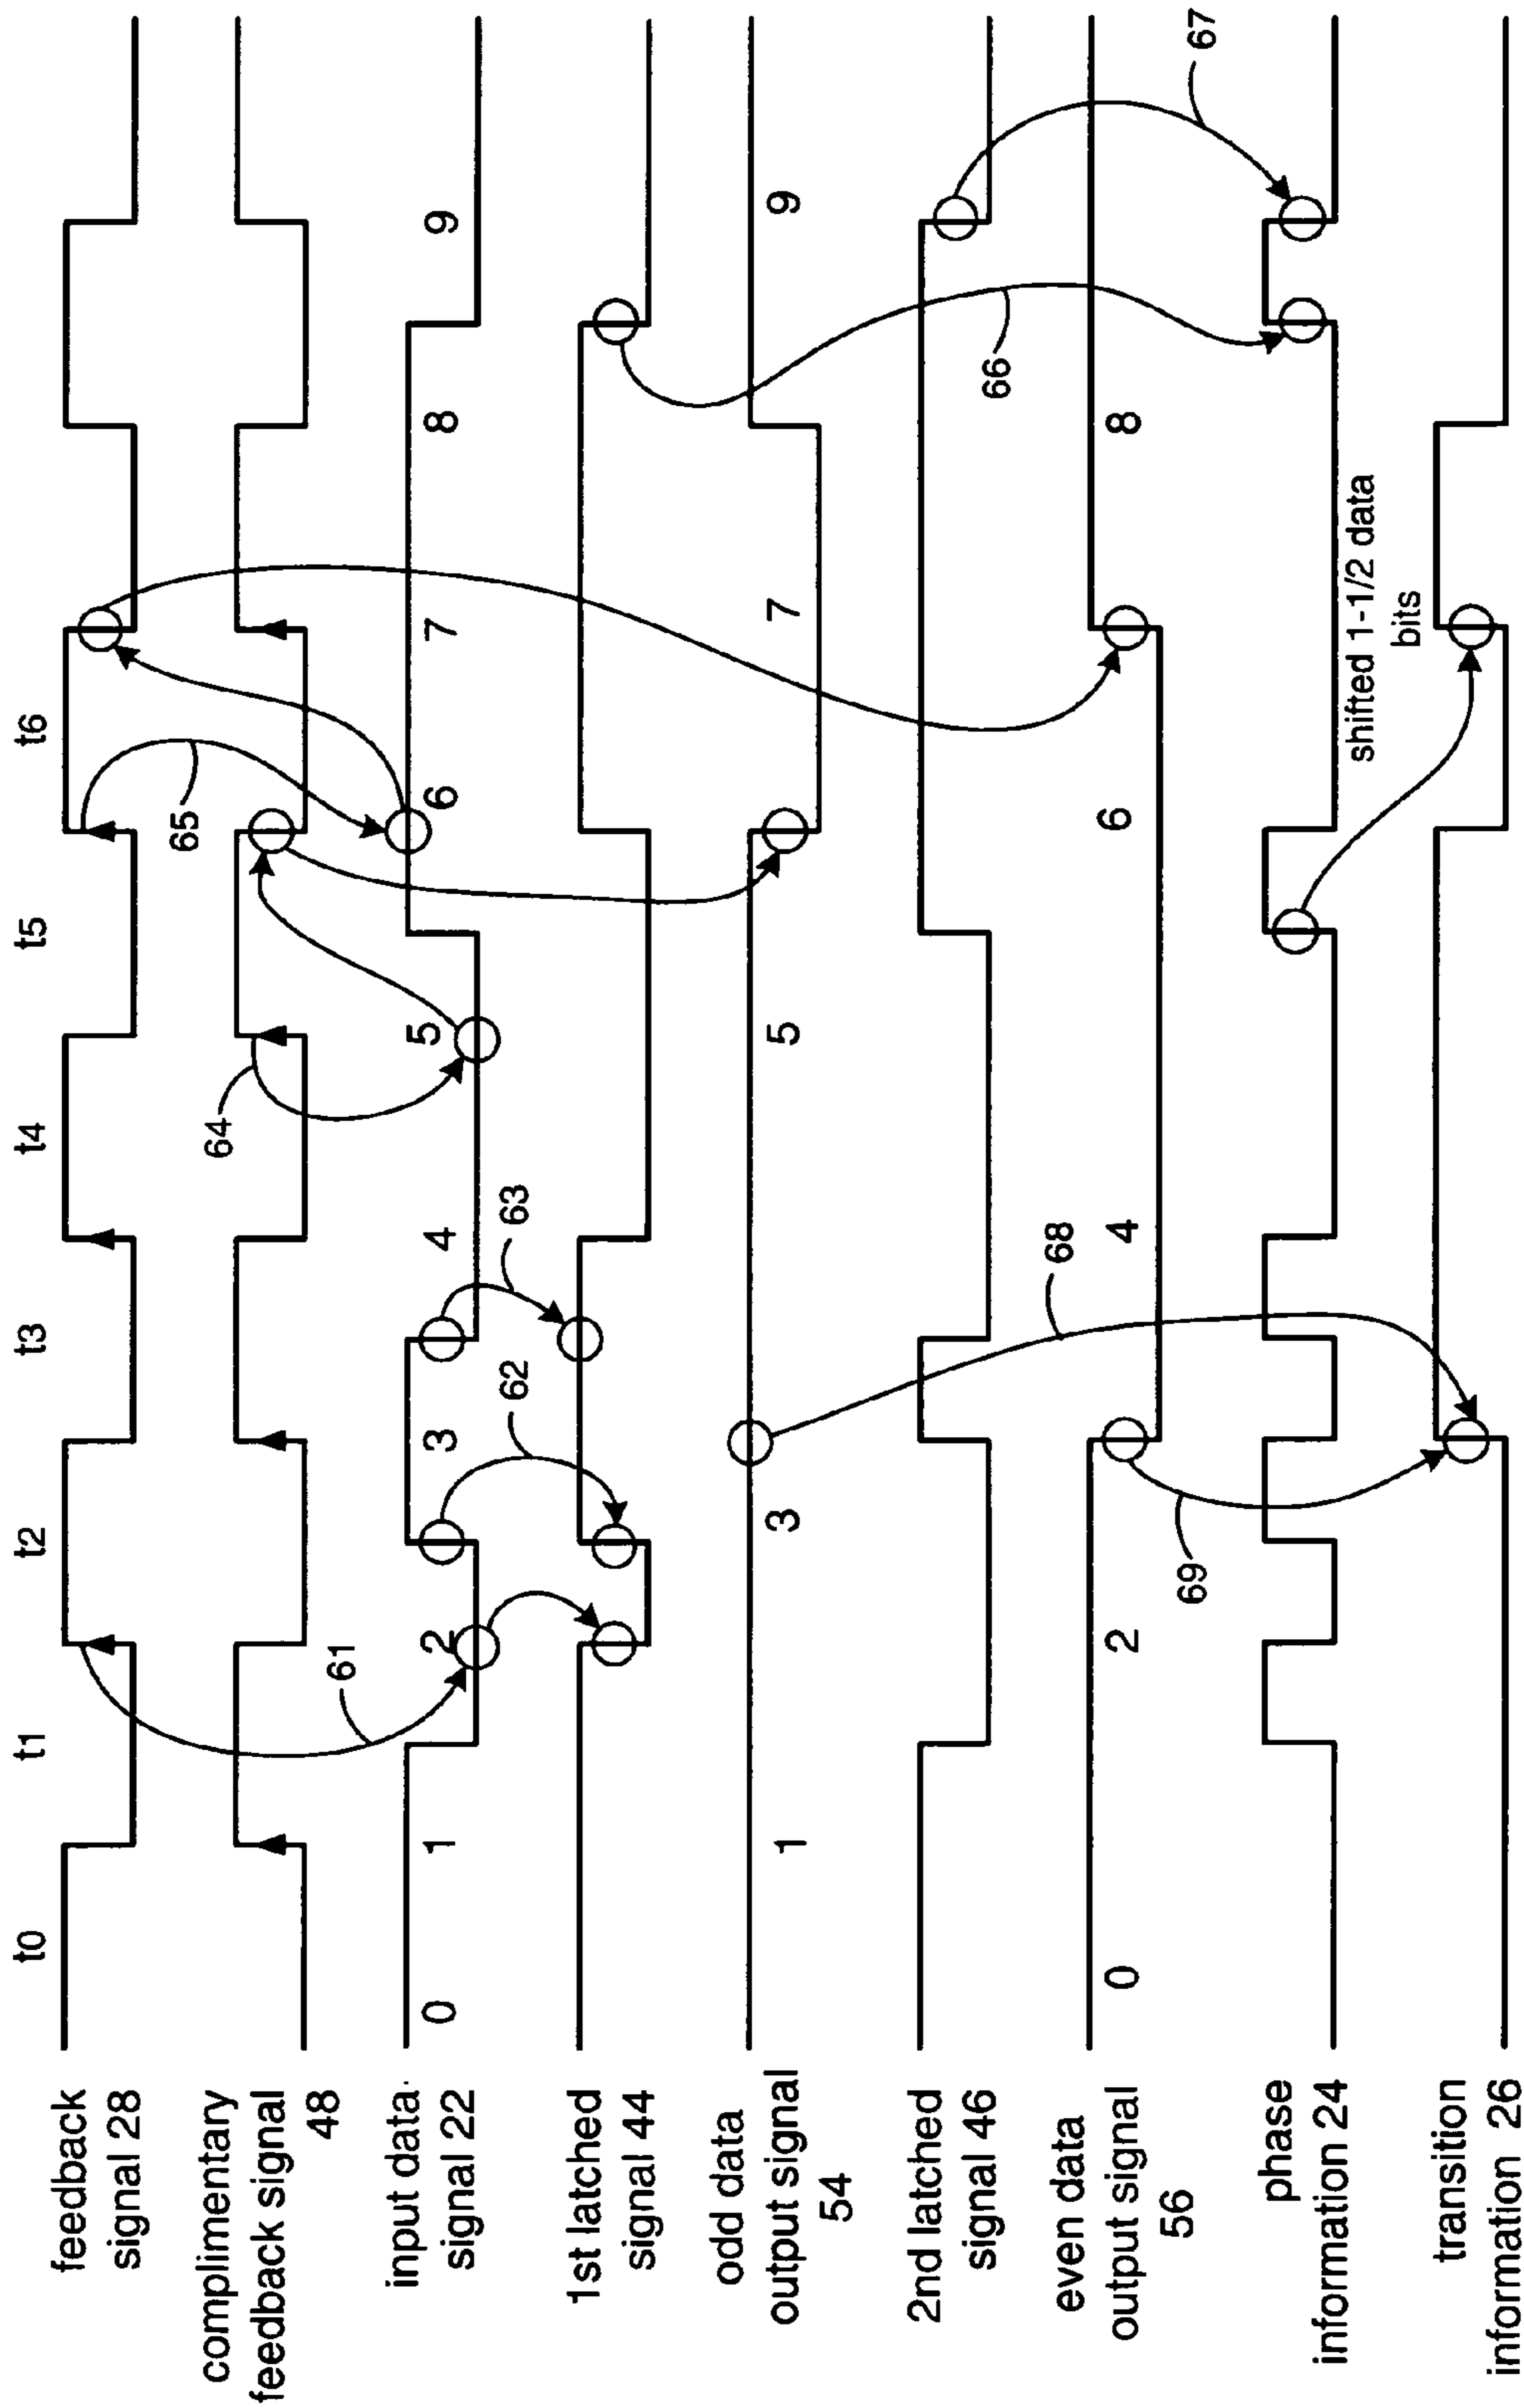 t0 t1 t2 t3 t4 t5 t6
feedback
signal 28
complimentary
feedback signal
48
61
64
65
input data
signal 22
0 1 2 3 4 5 6 7 8 9
1st latched
signal 44
62
63
odd data
output signal
54
1 3 5 7 9
2nd latched
signal 46
66
even data
output signal
56
0 2 4 6 8
68
69
67
phase
information 24
shifted 1-1/2 data
bits
transition
information 26